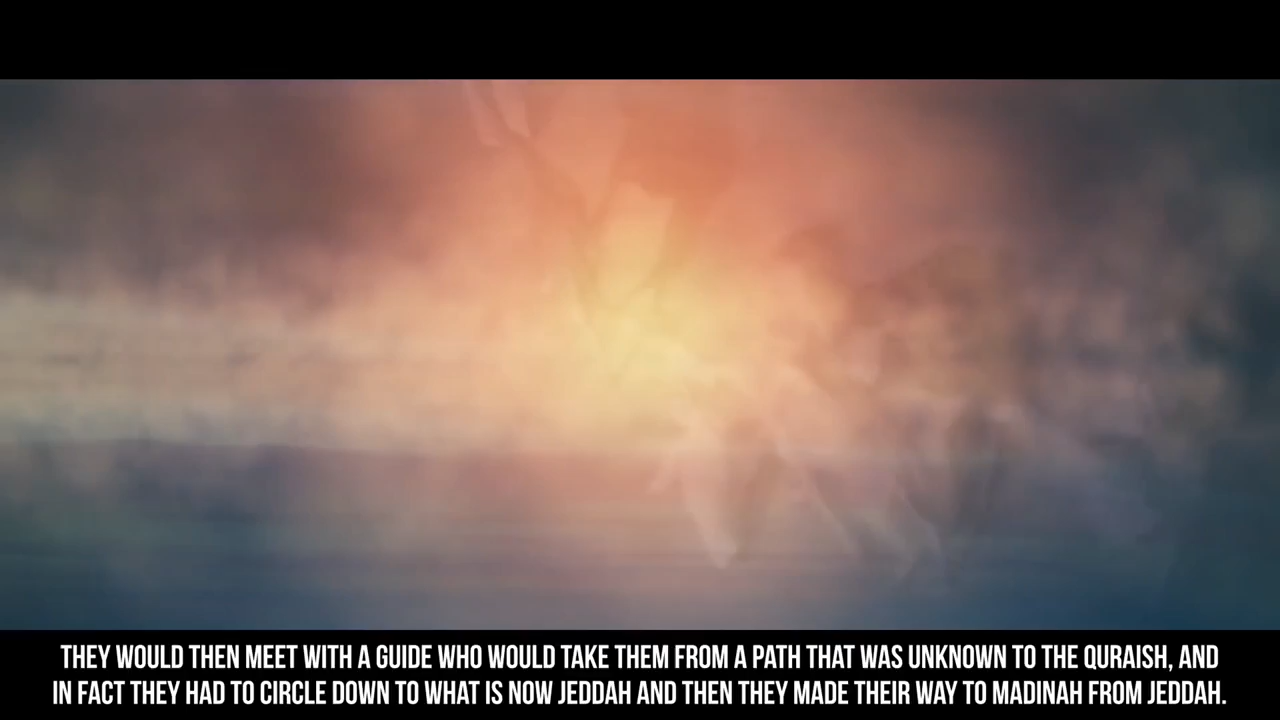 THEY WOULD THEN MEET WITH A GUIDE WHO WOULD TAKE THEM FROM A PATH THAT WAS UNKNOWN TO THE QURAISH, AND
IN FACT THEY HAD TO CIRCLE DOWN TO WHAT IS NOW JEDDAH AND THEN THEY MADE THEIR WAY TO MADINAH FROM JEDDAH.